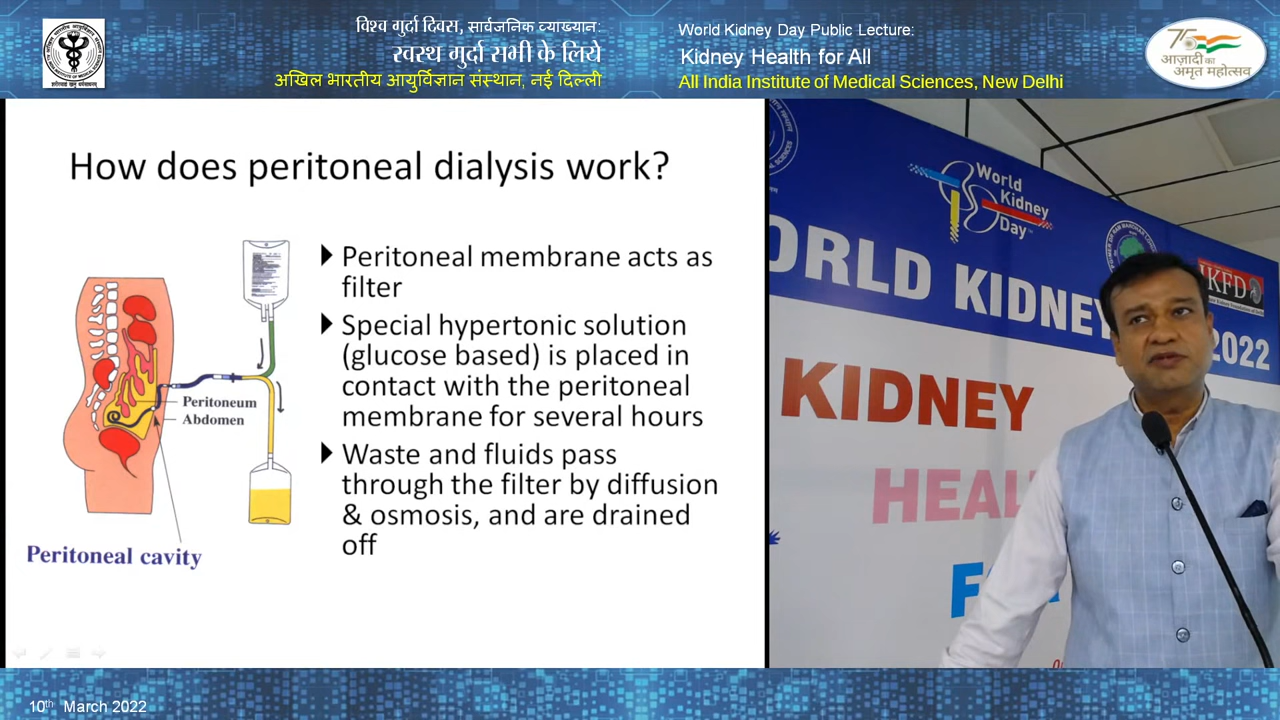 विश्व गुर्दा दिवस, सार्वजनिक व्याख्यान:
स्वस्थ गुर्दा सभी के लिये
अखिल भारतीय आयुर्विज्ञान संस्थान, नई दिल्ली
World Kidney Day Public Lecture:
Kidney Health for All
All India Institute of Medical Sciences, New Delhi
75
आज़ादी का
अमृत महोत्सव
How does peritoneal dialysis work?
Peritoneal membrane acts as
filter
Special hypertonic solution
(glucose based) is placed in
contact with the peritoneal
membrane for several hours
Waste and fluids pass
through the filter by diffusion
& osmosis, and are drained
off
Peritoneum
Abdomen
Peritoneal cavity
World
Kidney
Day
ORLD KIDNEY
2022
KFD
KIDNEY
HEAL
F
10th March 2022